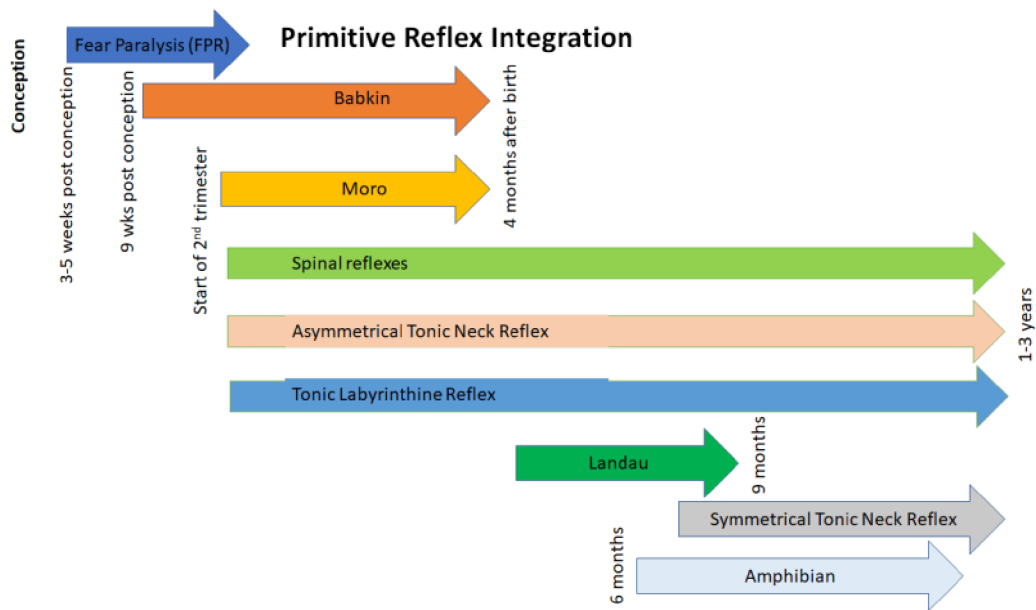 Primitive Reflex Integration
Conception
Fear Paralysis (FPR)
3-5 weeks post conception
Babkin
9 wks post conception
4 months after birth
Moro
Start of 2nd trimester
Spinal reflexes
Asymmetrical Tonic Neck Reflex
1-3 years
Tonic Labyrinthine Reflex
Landau
9 months
Symmetrical Tonic Neck Reflex
Amphibian
6 months